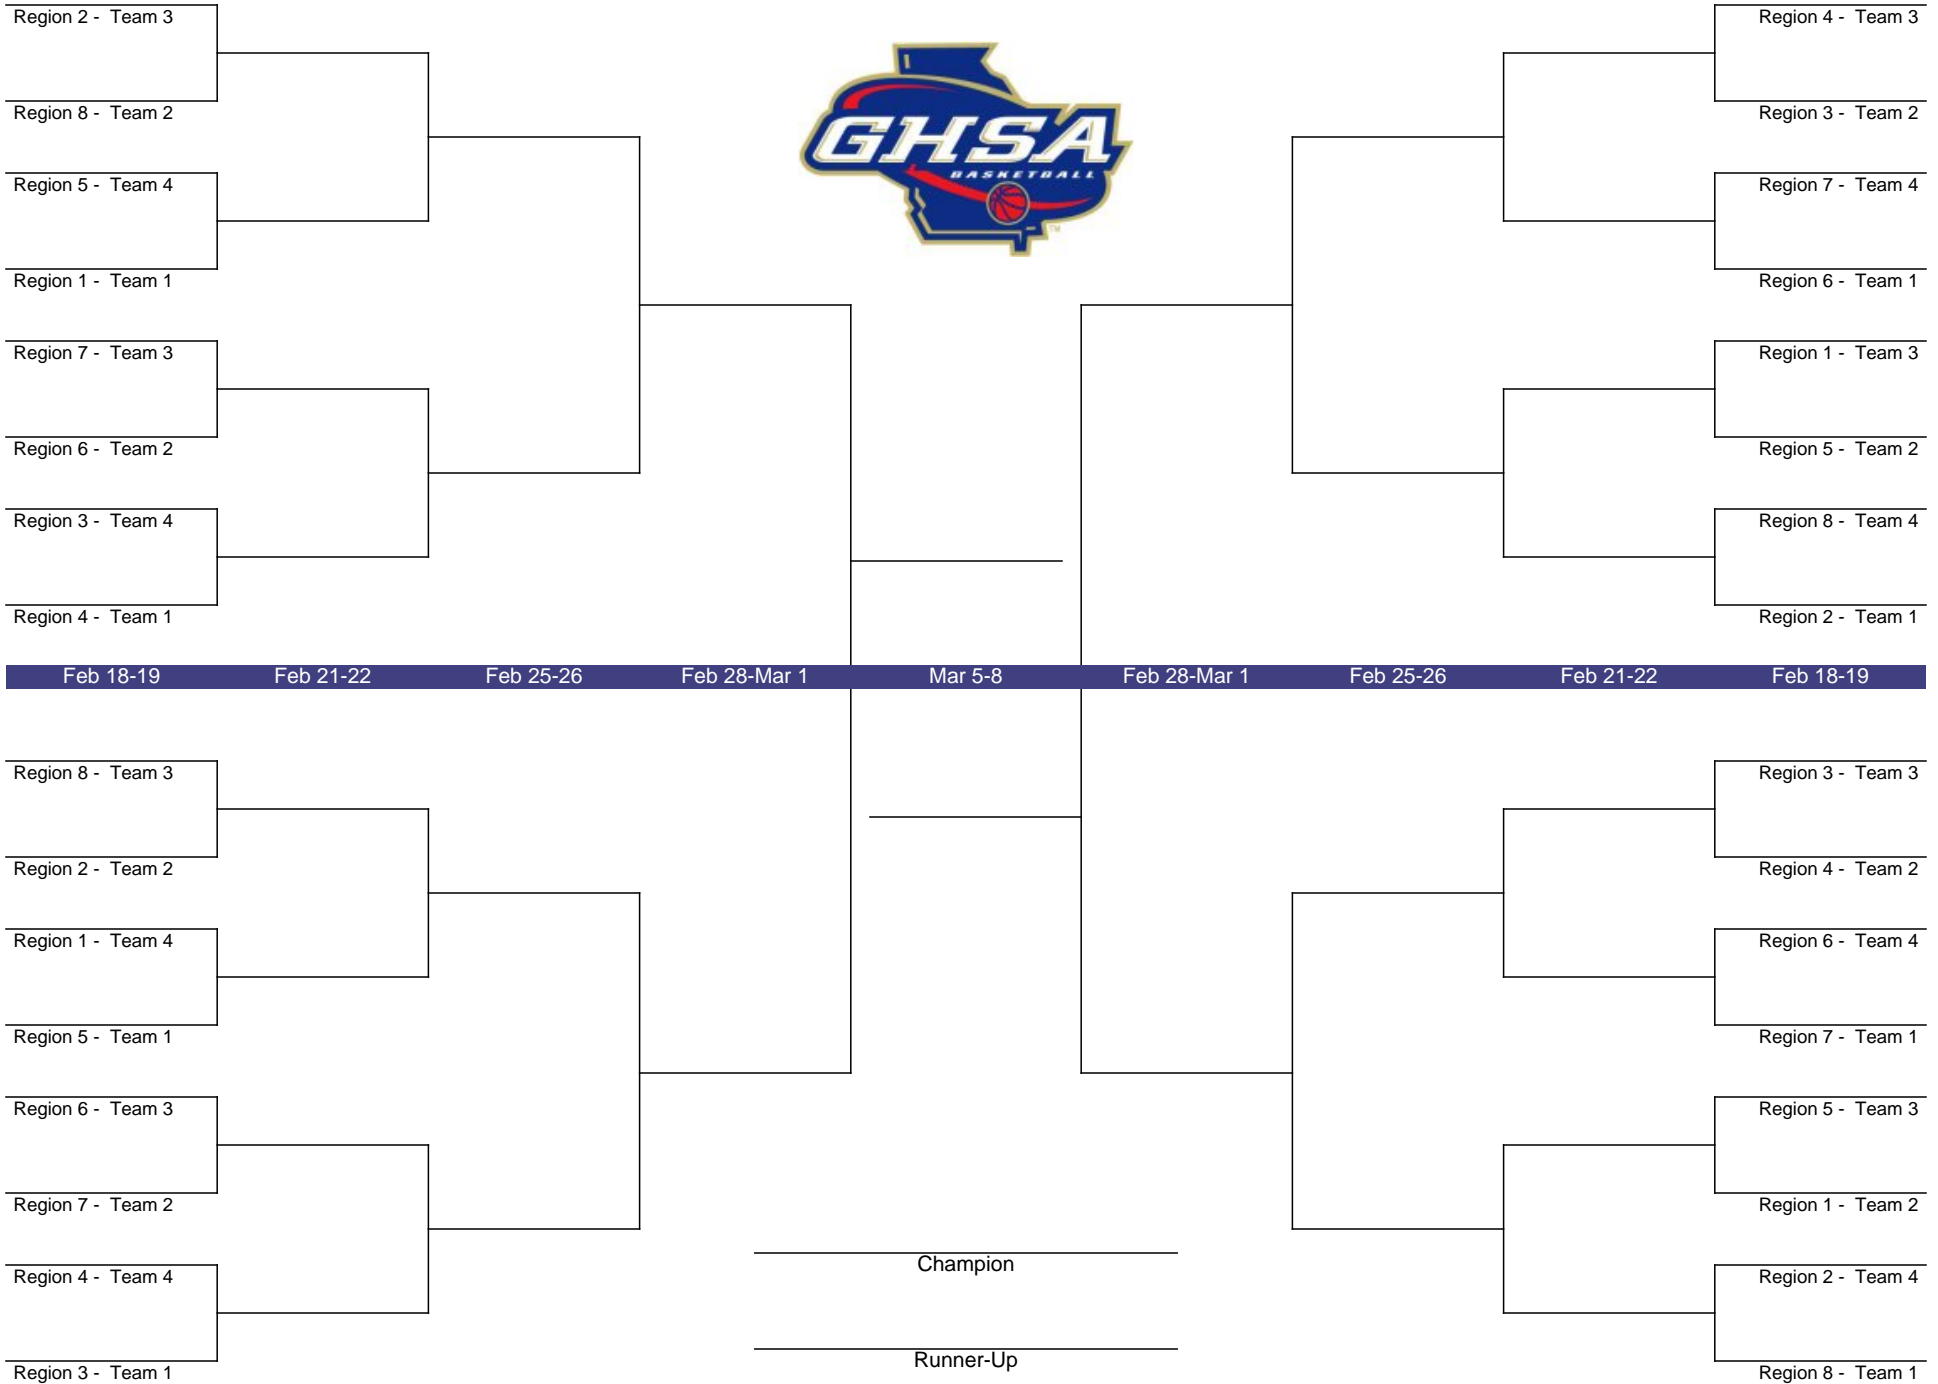 Region 2 - Team 3
Region 8 - Team 2
Region 5 - Team 4
Region 1 - Team 1
Region 7 - Team 3
Region 6 - Team 2
Region 3 - Team 4
Region 4 - Team 1
GHSA
BASKETBALL
TM
Region 4 - Team 3
Region 3 - Team 2
Region 7 - Team 4
Region 6 - Team 1
Region 1 - Team 3
Region 5 - Team 2
Region 8 - Team 4
Region 2 - Team 1
Feb 18-19 Feb 21-22 Feb 25-26 Feb 28-Mar 1 Mar 5-8 Feb 28-Mar 1 Feb 25-26 Feb 21-22 Feb 18-19
Region 8 - Team 3
Region 2 - Team 2
Region 1 - Team 4
Region 5 - Team 1
Region 6 - Team 3
Region 7 - Team 2
Region 4 - Team 4
Region 3 - Team 1
Champion
Runner-Up
Region 3 - Team 3
Region 4 - Team 2
Region 6 - Team 4
Region 7 - Team 1
Region 5 - Team 3
Region 1 - Team 2
Region 2 - Team 4
Region 8 - Team 1